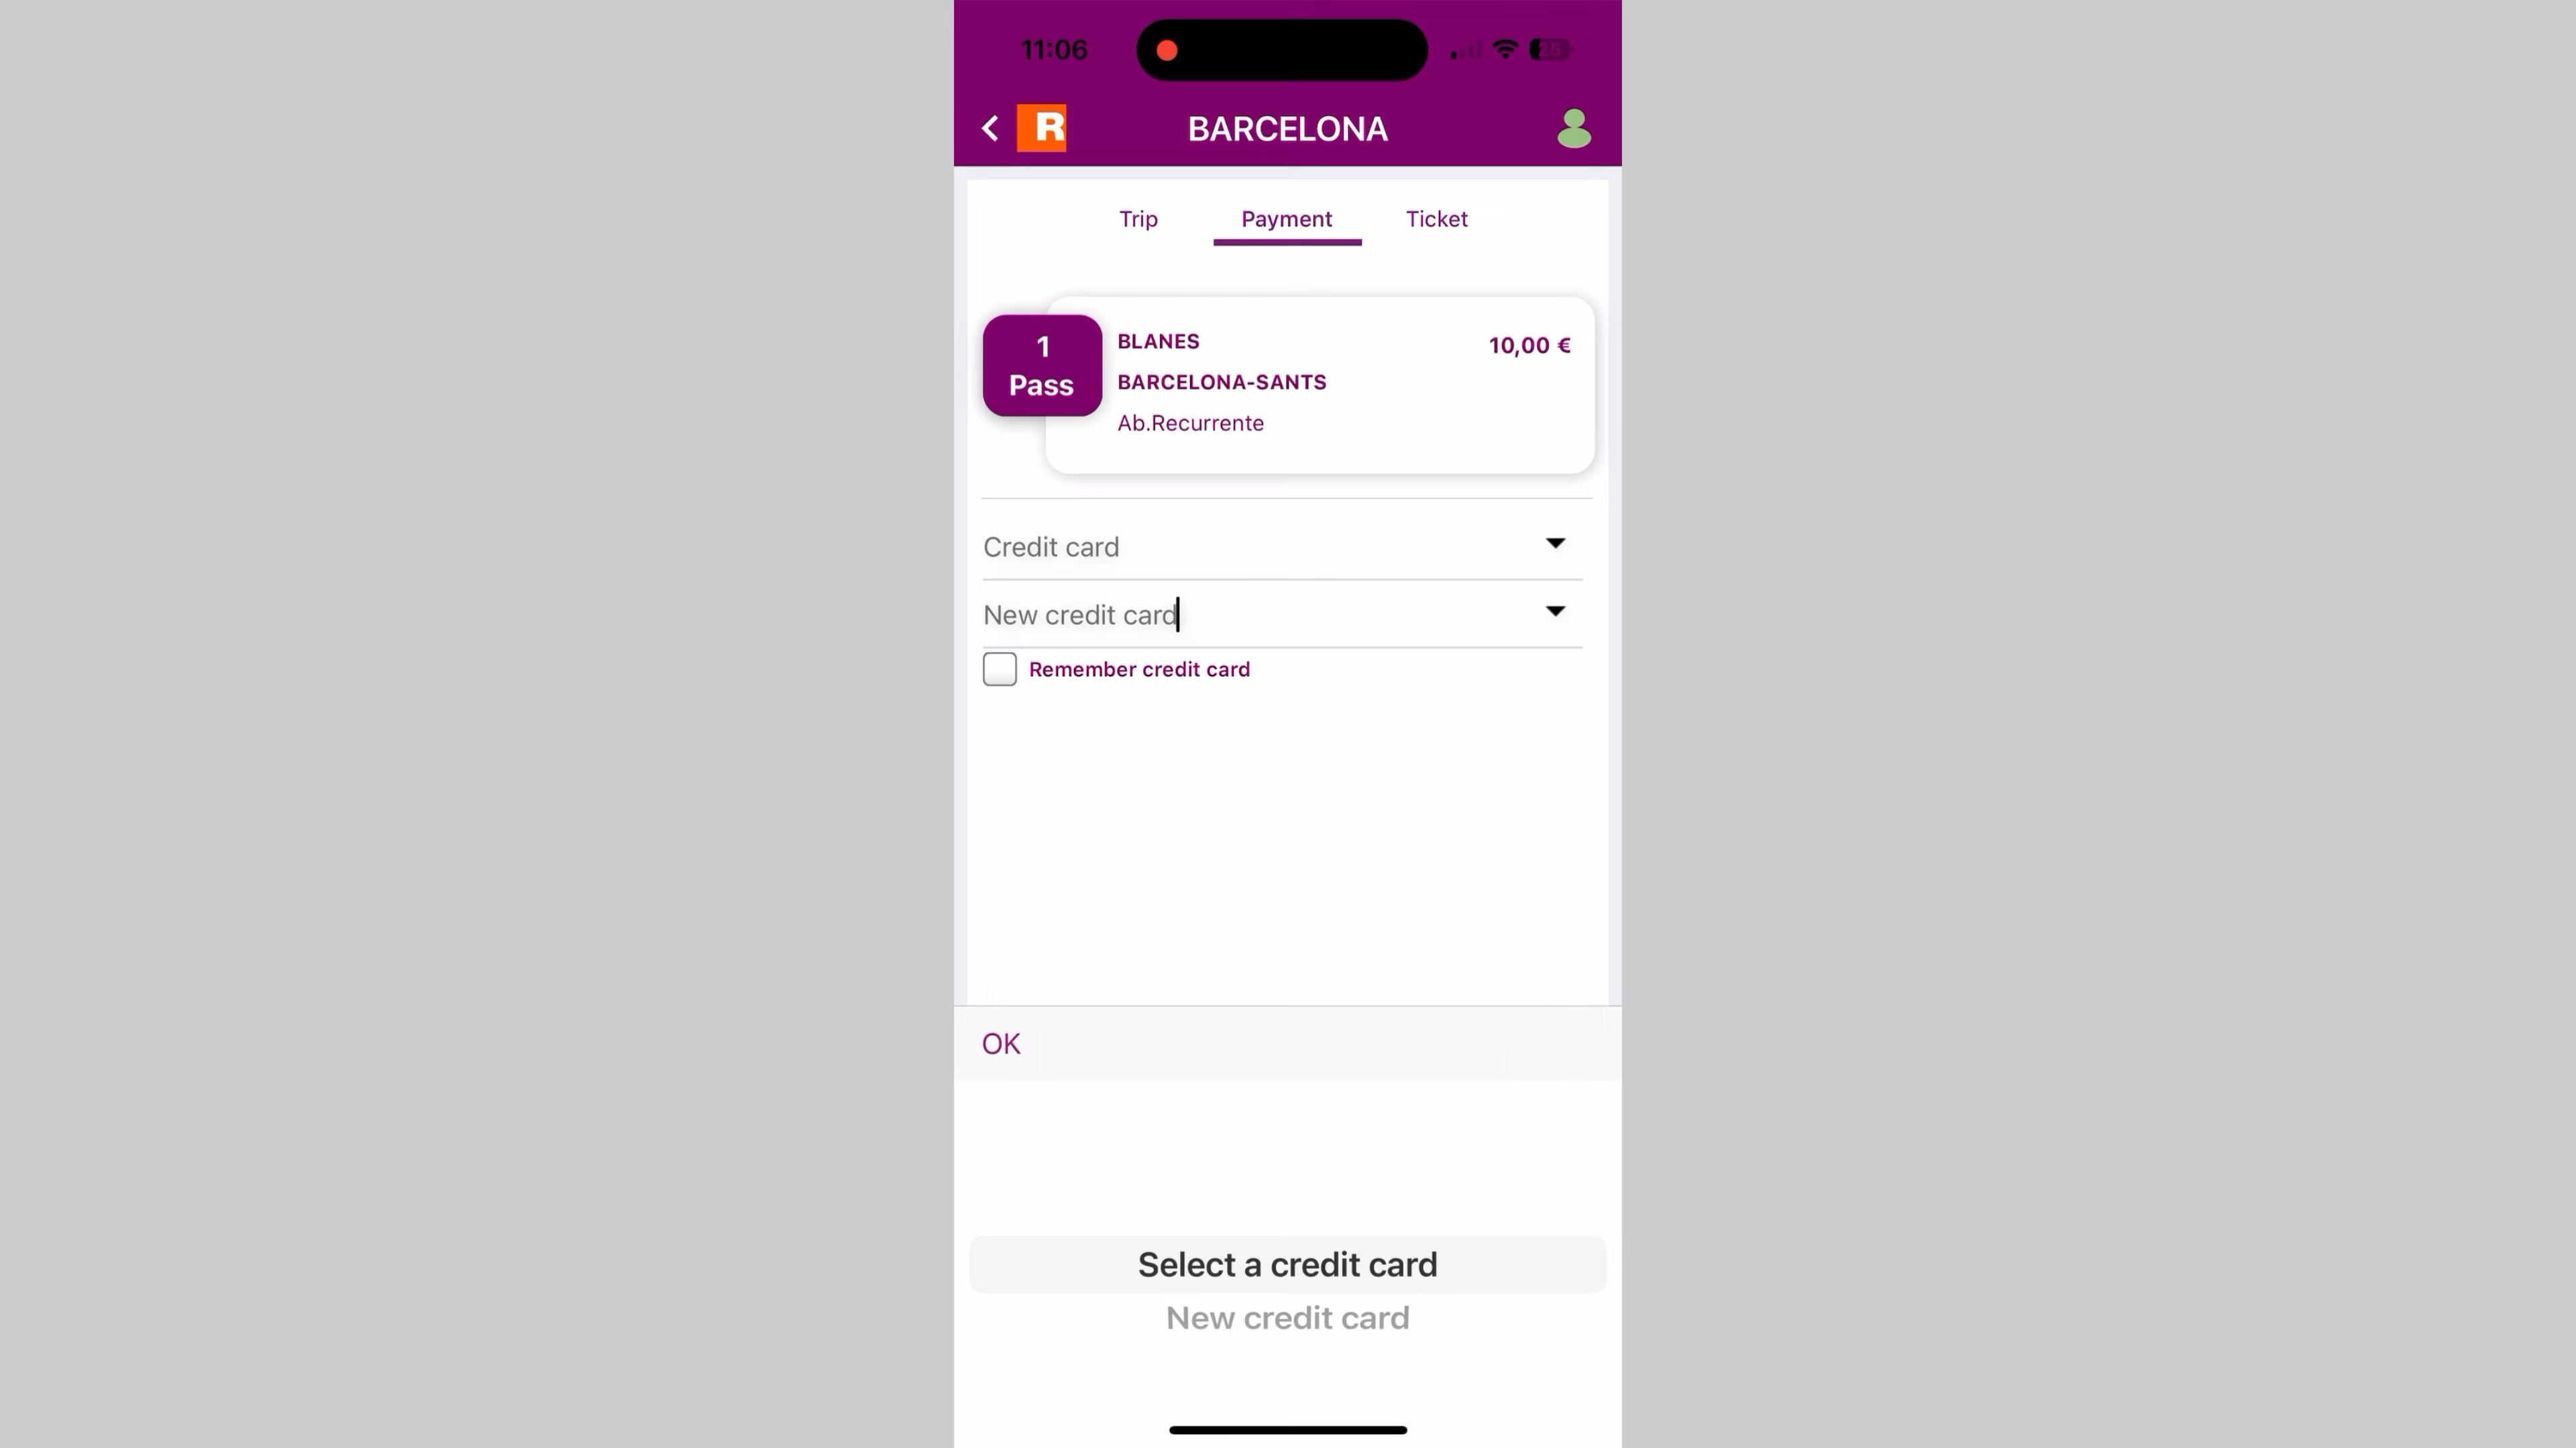 11:06
25
R
BARCELONA
Trip
Payment
Ticket
1
Pass
BLANES
10,00 €
BARCELONA-SANTS
Ab.Recurrente
Credit card
New credit card
Remember credit card
OK
Select a credit card
New credit card